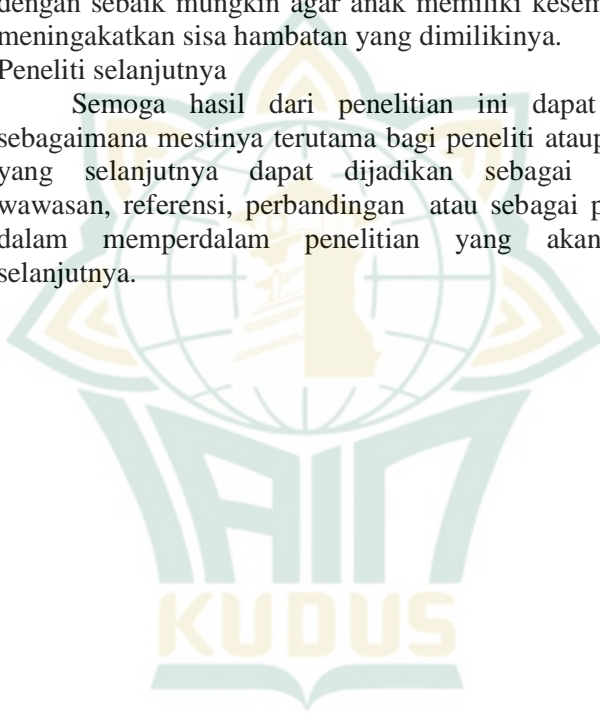 dengan sebaik mungkin agar anak memiliki
meningakatkan sisa hambatan yang dimilikinya.
Peneliti selanjutnya
Semoga hasil dari penelitian ini dapat
sebagaimana mestinya terutama bagi peneliti
yang selanjutnya dapat dijadikan sebagai
wawasan, referensi, perbandingan atau sebagai
dalam memperdalam penelitian yang akan
selanjutnya.
IAIN
KUDUS